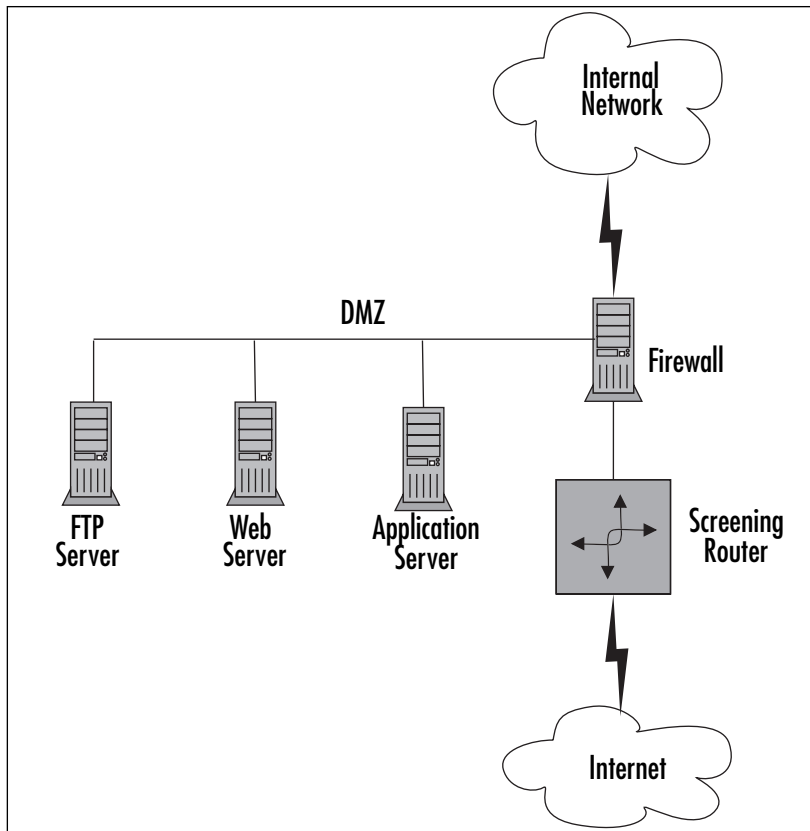 Internal
Network
DMZ
Firewall
FTP
Server
Web
Server
Application
Server
Screening
Router
Internet